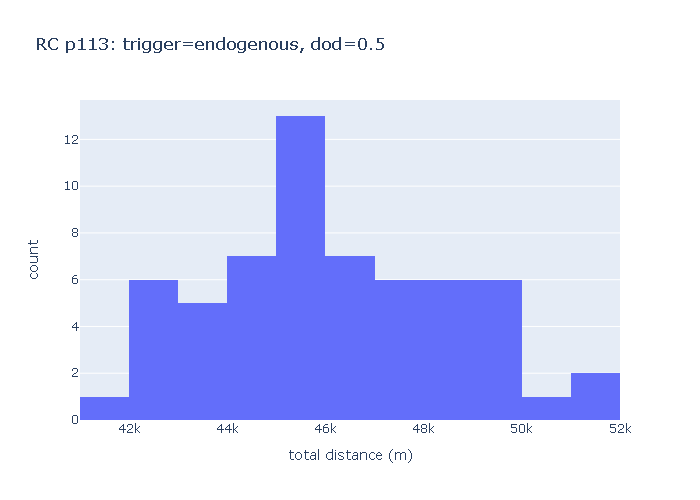 RC p113: trigger=endogenous, dod=0.5
12
10
8
6
4
2
0
count
42k 44k 46k 48k 50k 52k
total distance (m)